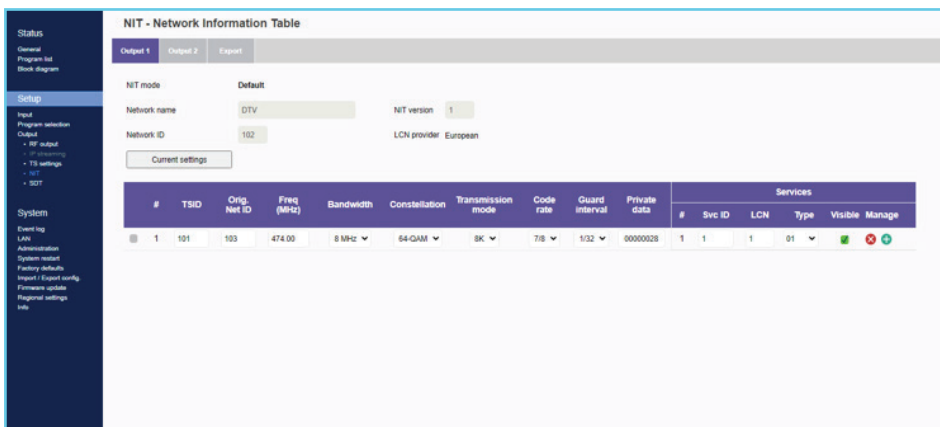 Status
General
Program list
Block diagram
Setup
Input
Program selection
Output
- RF output
- IP streaming
- TS settings
- NIT
- SDT
System
Event log
LAN
Administration
System restart
Factory defaults
Import / Export config.
Firmware update
Regional settings
Info
NIT - Network Information Table
Output 1 Output 2 Export
NIT mode Default
Network name DTV NIT version 1
Network ID 102 LCN provider European
Current settings
Services
# TSID Orig. Net ID Freq (MHz) Bandwidth Constellation Transmission mode Code rate Guard interval Private data # Svc ID LCN Type Visible Manage
1 101 103 474.00 8 MHz 64-QAM 8K 7/8 1/32 00000028 1 1 1 01